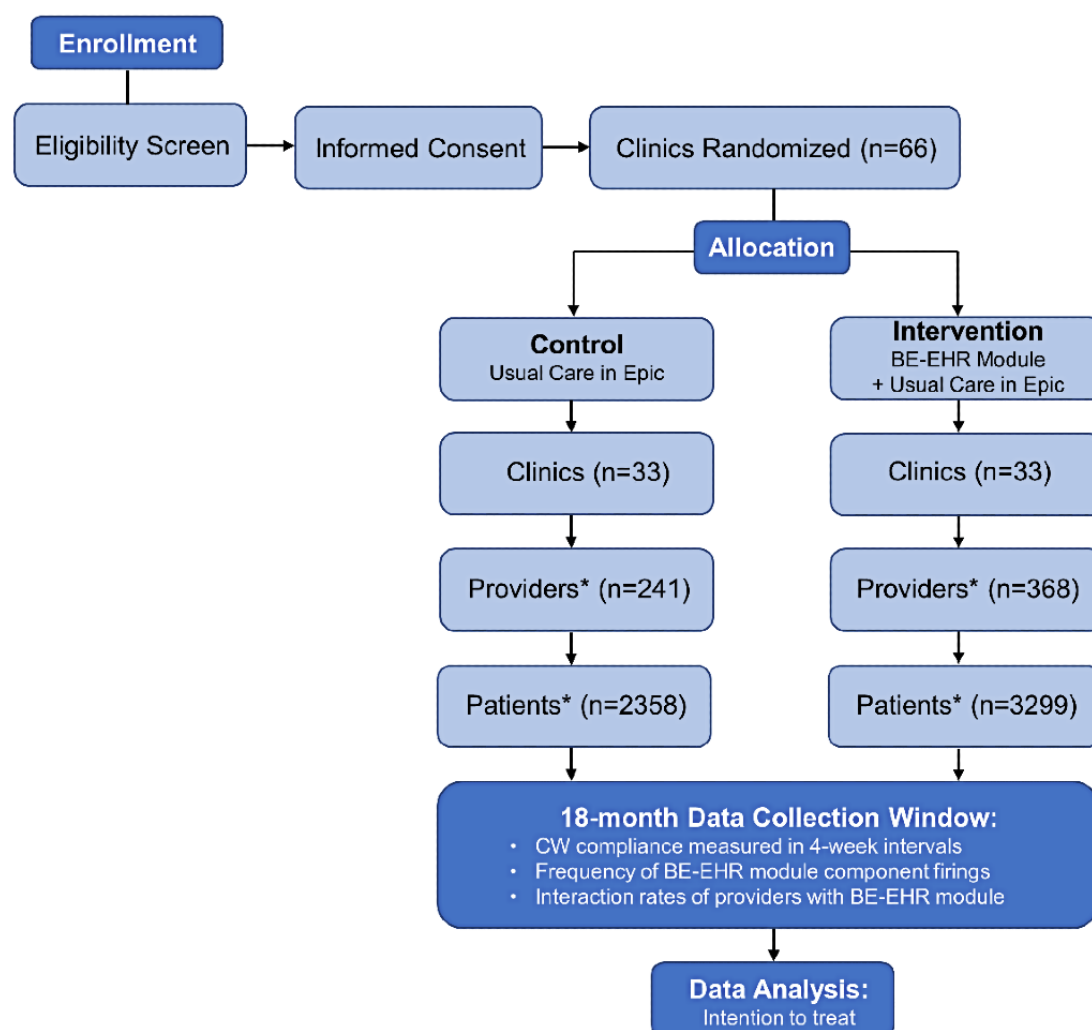 Enrollment
Eligibility Screen
Informed Consent
Clinics Randomized (n=66)
Allocation
Control
Usual Care in Epic
Intervention
BE-EHR Module
+ Usual Care in Epic
Clinics (n=33)
Clinics (n=33)
Providers* (n=241)
Providers* (n=368)
Patients* (n=2358)
Patients* (n=3299)
18-month Data Collection Window:
• CW compliance measured in 4-week intervals
• Frequency of BE-EHR module component firings
• Interaction rates of providers with BE-EHR module
Data Analysis:
Intention to treat